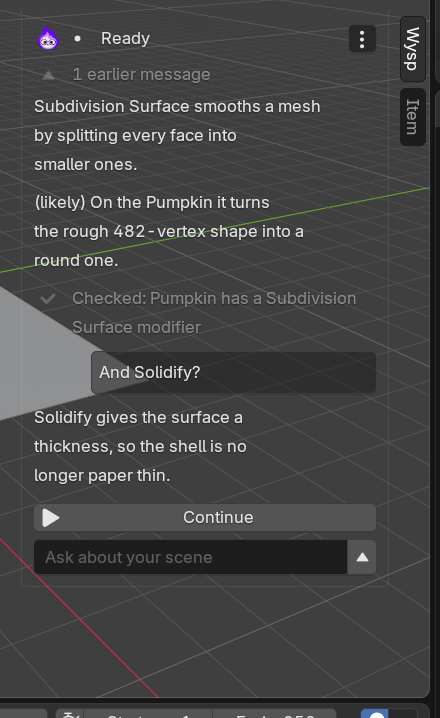 Ready
Wysp
1 earlier message
Item
Subdivision Surface smooths a mesh
by splitting every face into
smaller ones.
(likely) On the Pumpkin it turns
the rough 482-vertex shape into a
round one.
Checked: Pumpkin has a Subdivision
Surface modifier
And Solidify?
Solidify gives the surface a
thickness, so the shell is no
longer paper thin.
Continue
Ask about your scene